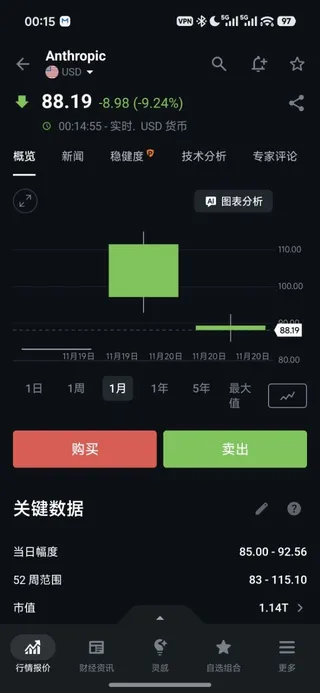 00:15
VPN 5G 5G 97
Anthropic
USD
88.19 -8.98 (-9.24%)
00:14:55 - 实时. USD 货币
概览 新闻 稳健度 技术分析 专家评论
AI 图表分析
110.00
100.00
90.00
88.19
80.00
11月19日 11月19日 11月20日 11月20日 11月20日
1日 1周 1月 1年 5年 最大值
购买 卖出
关键数据
当日幅度 85.00 - 92.56
52 周范围 83 - 115.10
市值 1.14T
行情报价 财经资讯 灵感 自选组合 更多